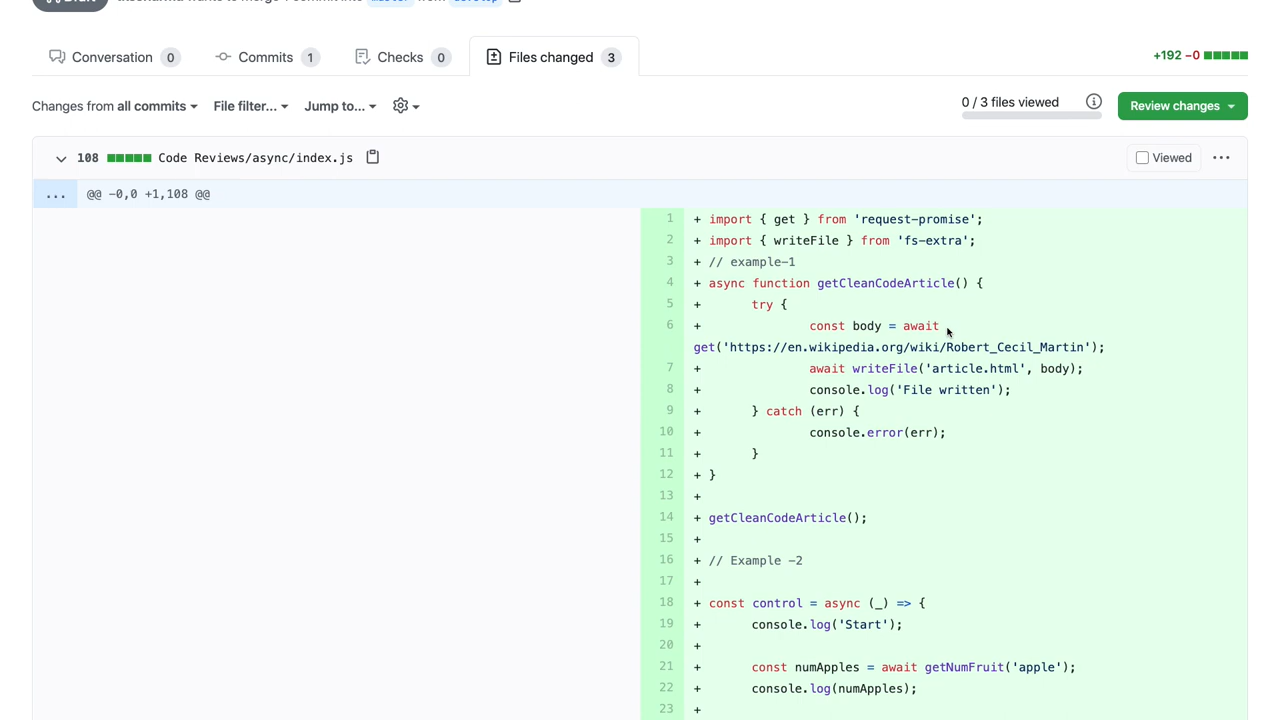 Conversation 0 Commits 1 Checks 0 Files changed 3 +192 −0
Changes from all commits File filter... Jump to... 0 / 3 files viewed Review changes
108 Code Reviews/async/index.js Viewed ...
... @@ -0,0 +1,108 @@
1 + import { get } from 'request-promise';
2 + import { writeFile } from 'fs-extra';
3 + // example-1
4 + async function getCleanCodeArticle() {
5 + try {
6 + const body = await
get('https://en.wikipedia.org/wiki/Robert_Cecil_Martin');
7 + await writeFile('article.html', body);
8 + console.log('File written');
9 + } catch (err) {
10 + console.error(err);
11 + }
12 + }
13 +
14 + getCleanCodeArticle();
15 +
16 + // Example -2
17 +
18 + const control = async (_) => {
19 + console.log('Start');
20 +
21 + const numApples = await getNumFruit('apple');
22 + console.log(numApples);
23 +